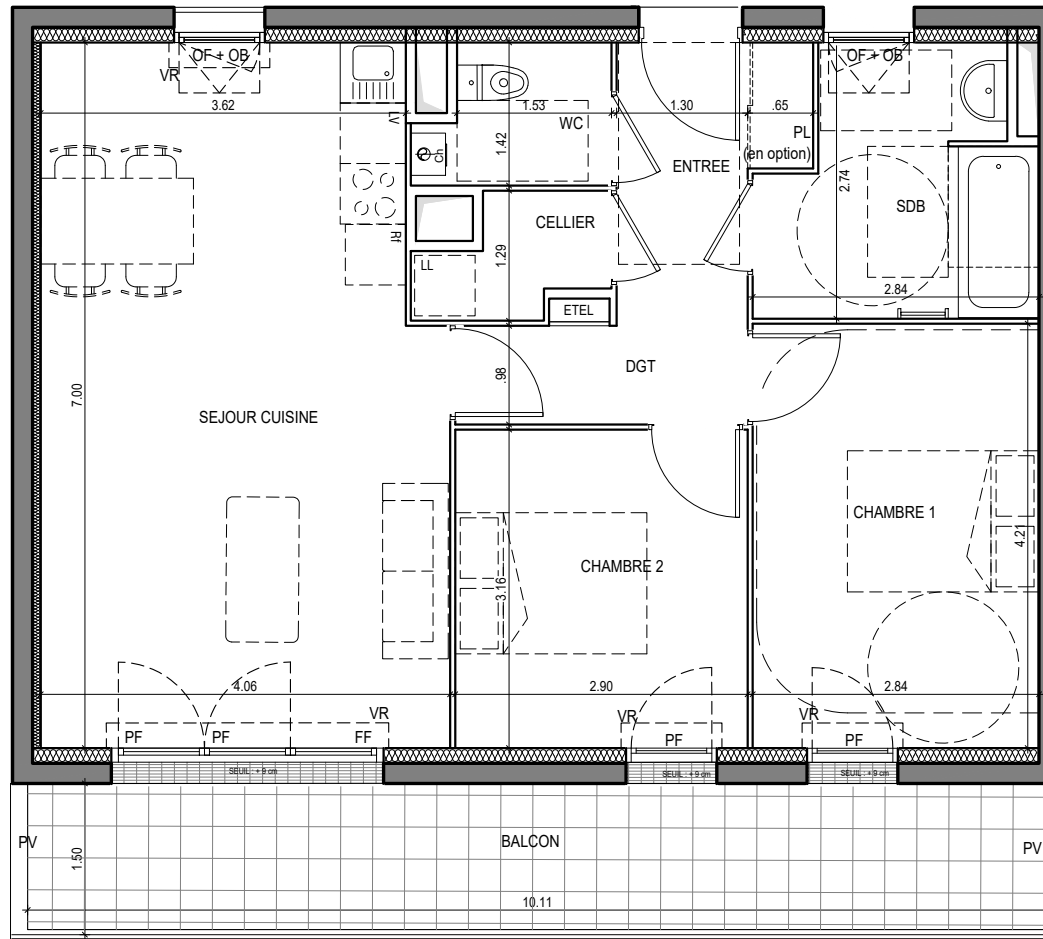 OF + OB
VR
OF + OB
3.62
1.53
1.30
.65
LV
WC
PL
(en option)
Ch
1.42
ENTREE
2.74
SDB
CELLIER
Rf
1.29
LL
2.84
ETEL
7.00
.98
DGT
SEJOUR CUISINE
CHAMBRE 1
4.21
CHAMBRE 2
3.16
4.06
2.90
2.84
VR
VR
VR
PF
PF
FF
PF
PF
SEUIL : + 9 cm
SEUIL : + 9 cm
SEUIL : + 9 cm
PV
1.50
BALCON
PV
10.11